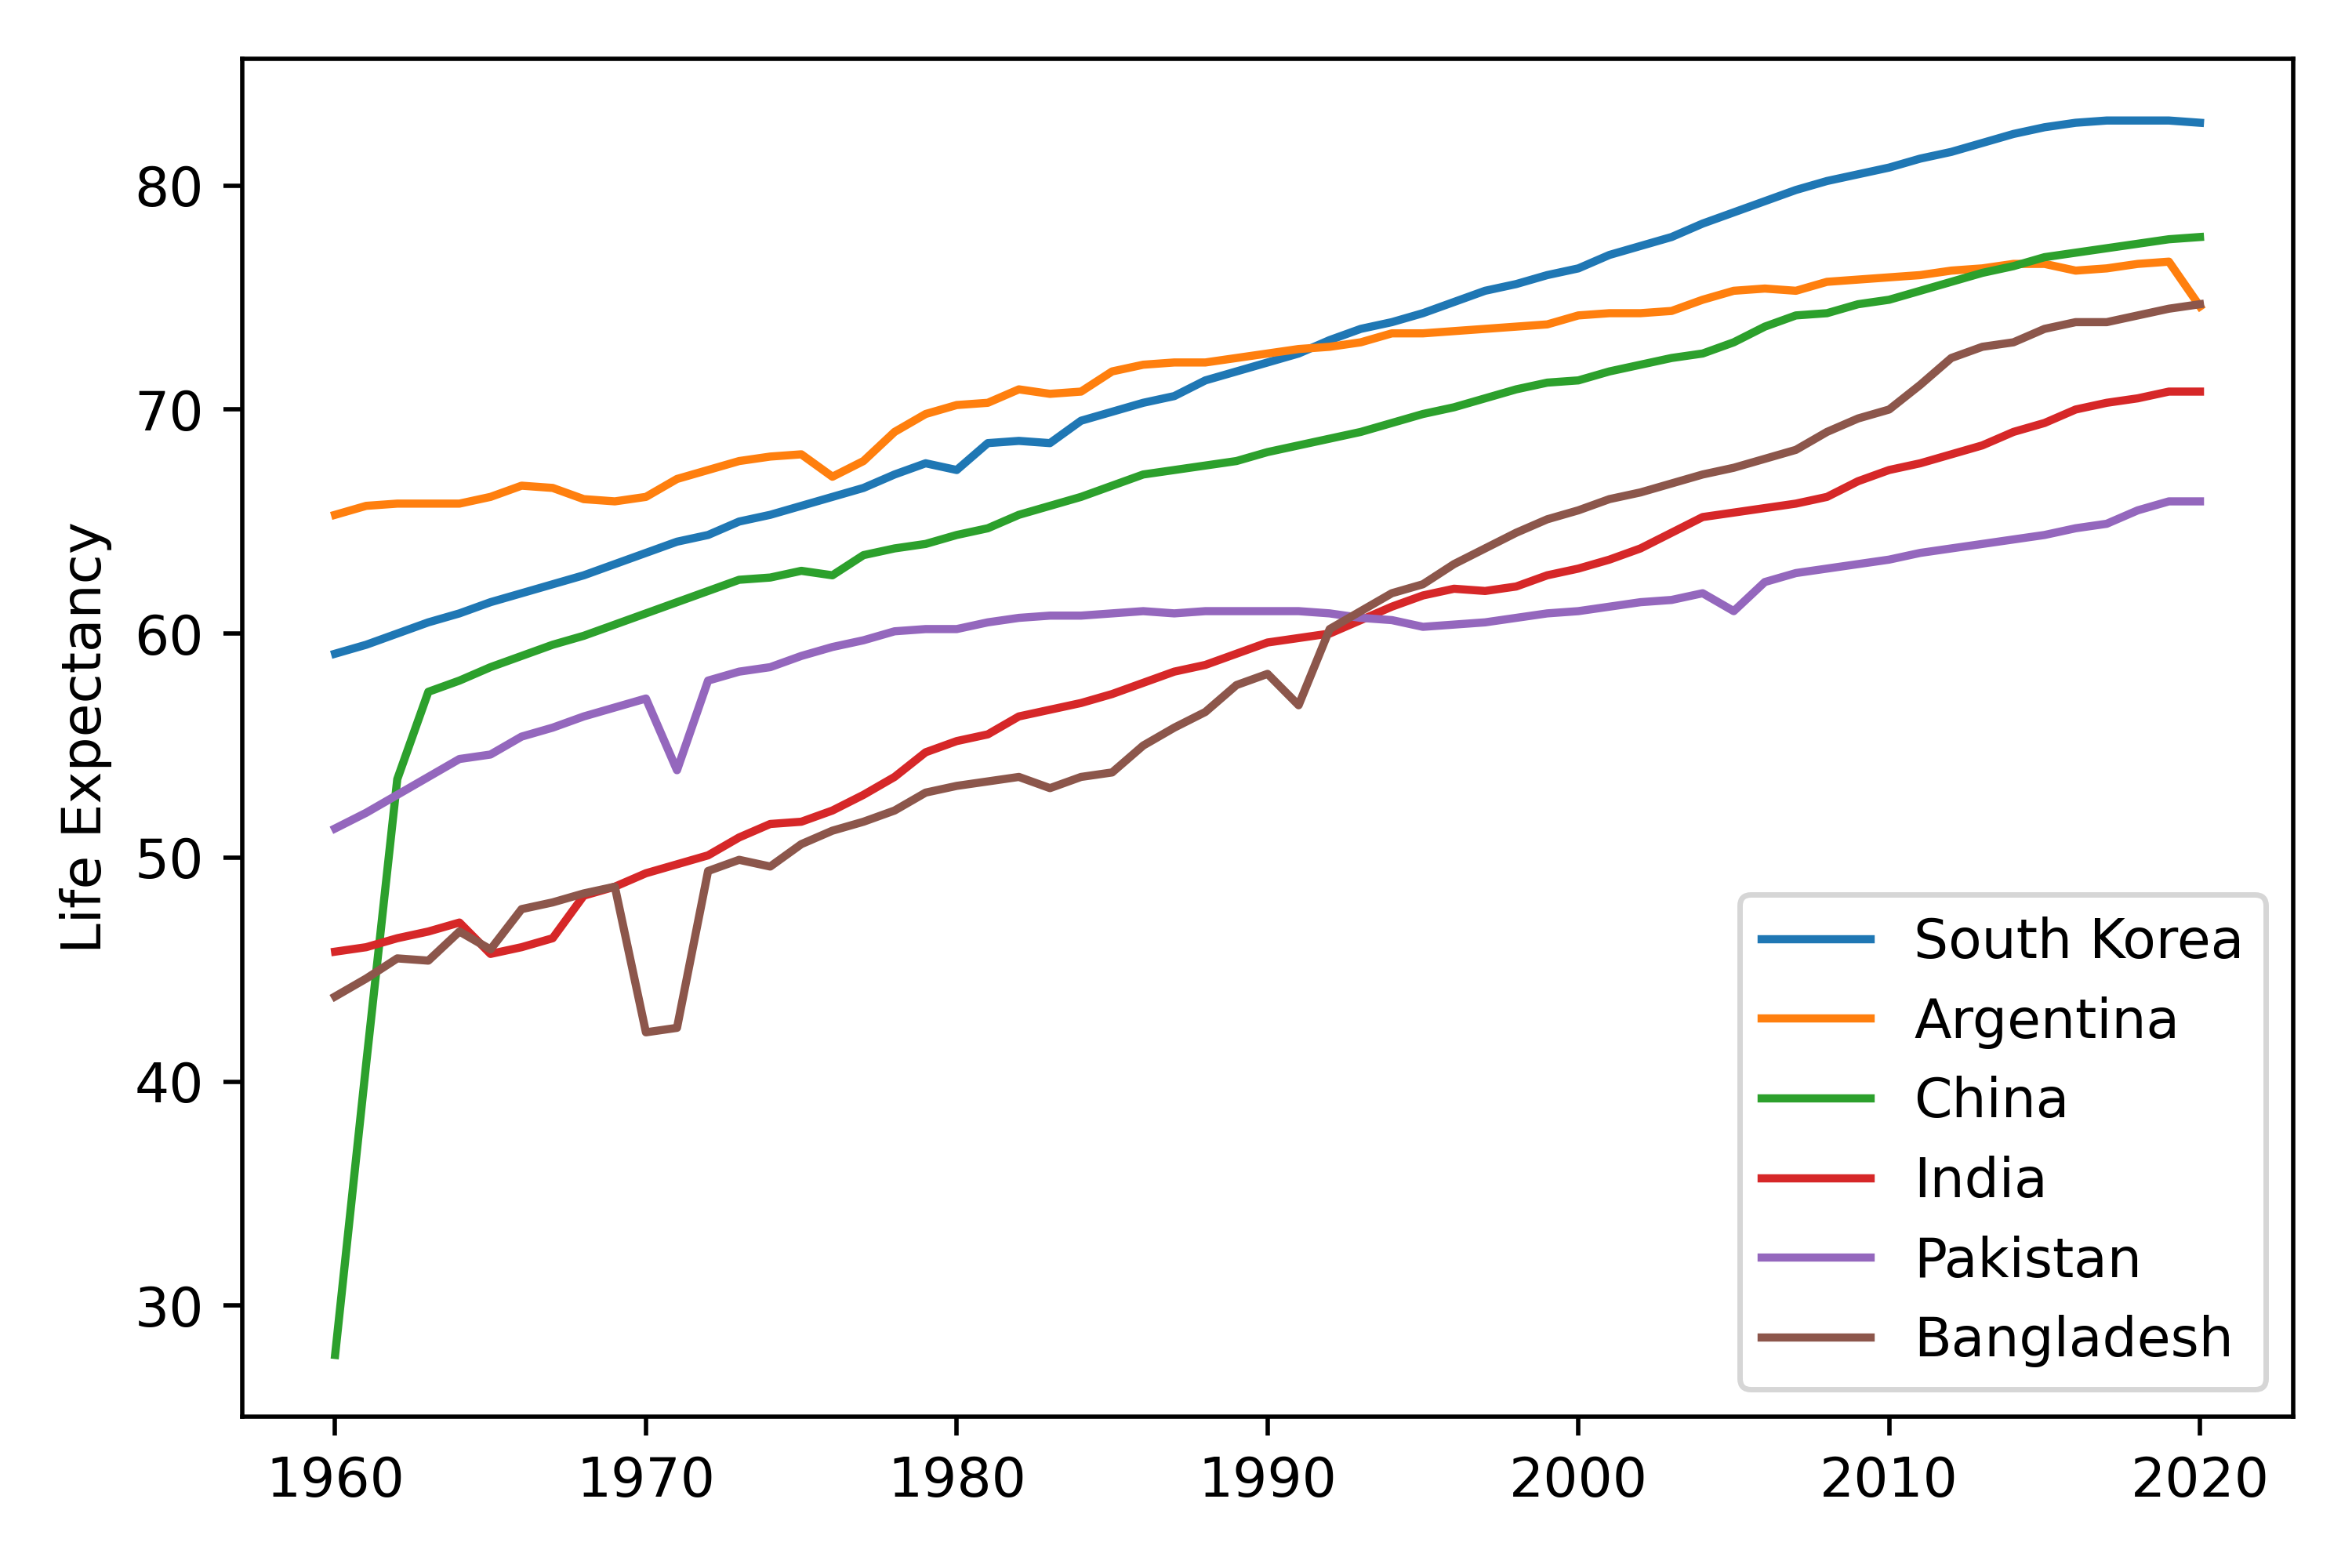 Life Expectancy
80
70
60
50
40
30
1960 1970 1980 1990 2000 2010 2020
South Korea
Argentina
China
India
Pakistan
Bangladesh